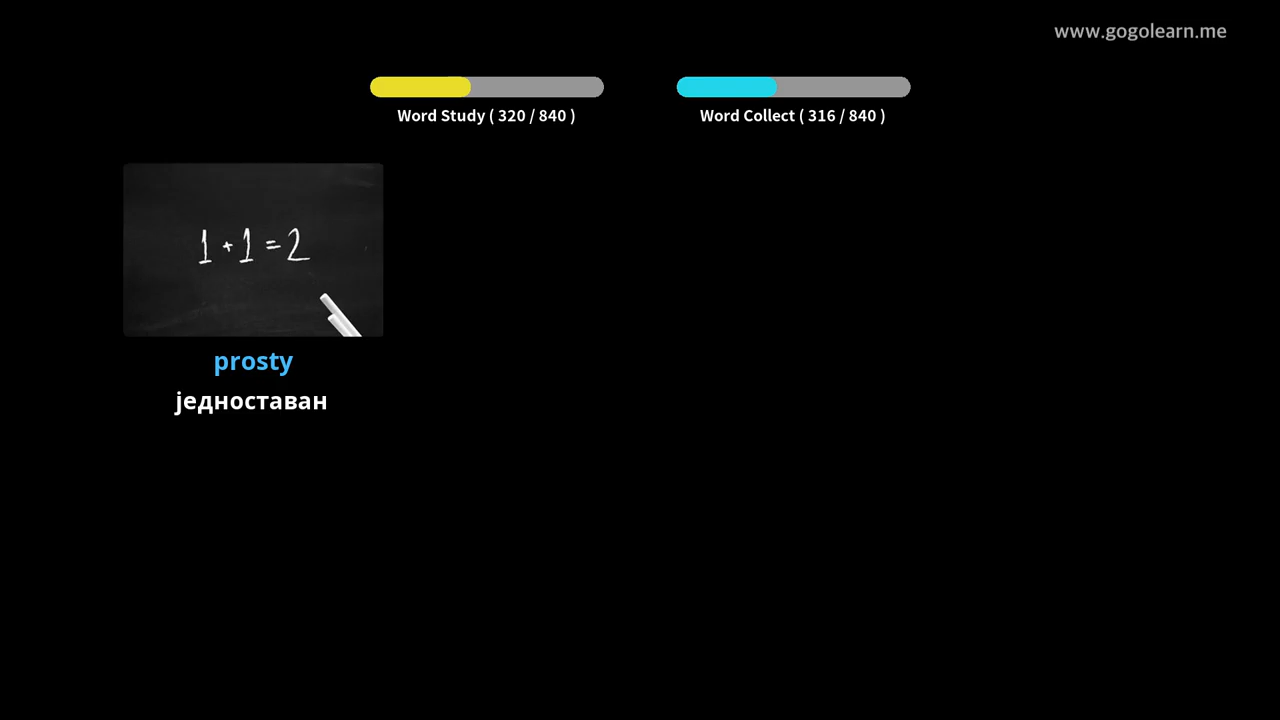 www.gogolearn.me
Word Study ( 320 / 840 )
Word Collect ( 316 / 840 )
1 + 1 = 2
prosty
једноставан